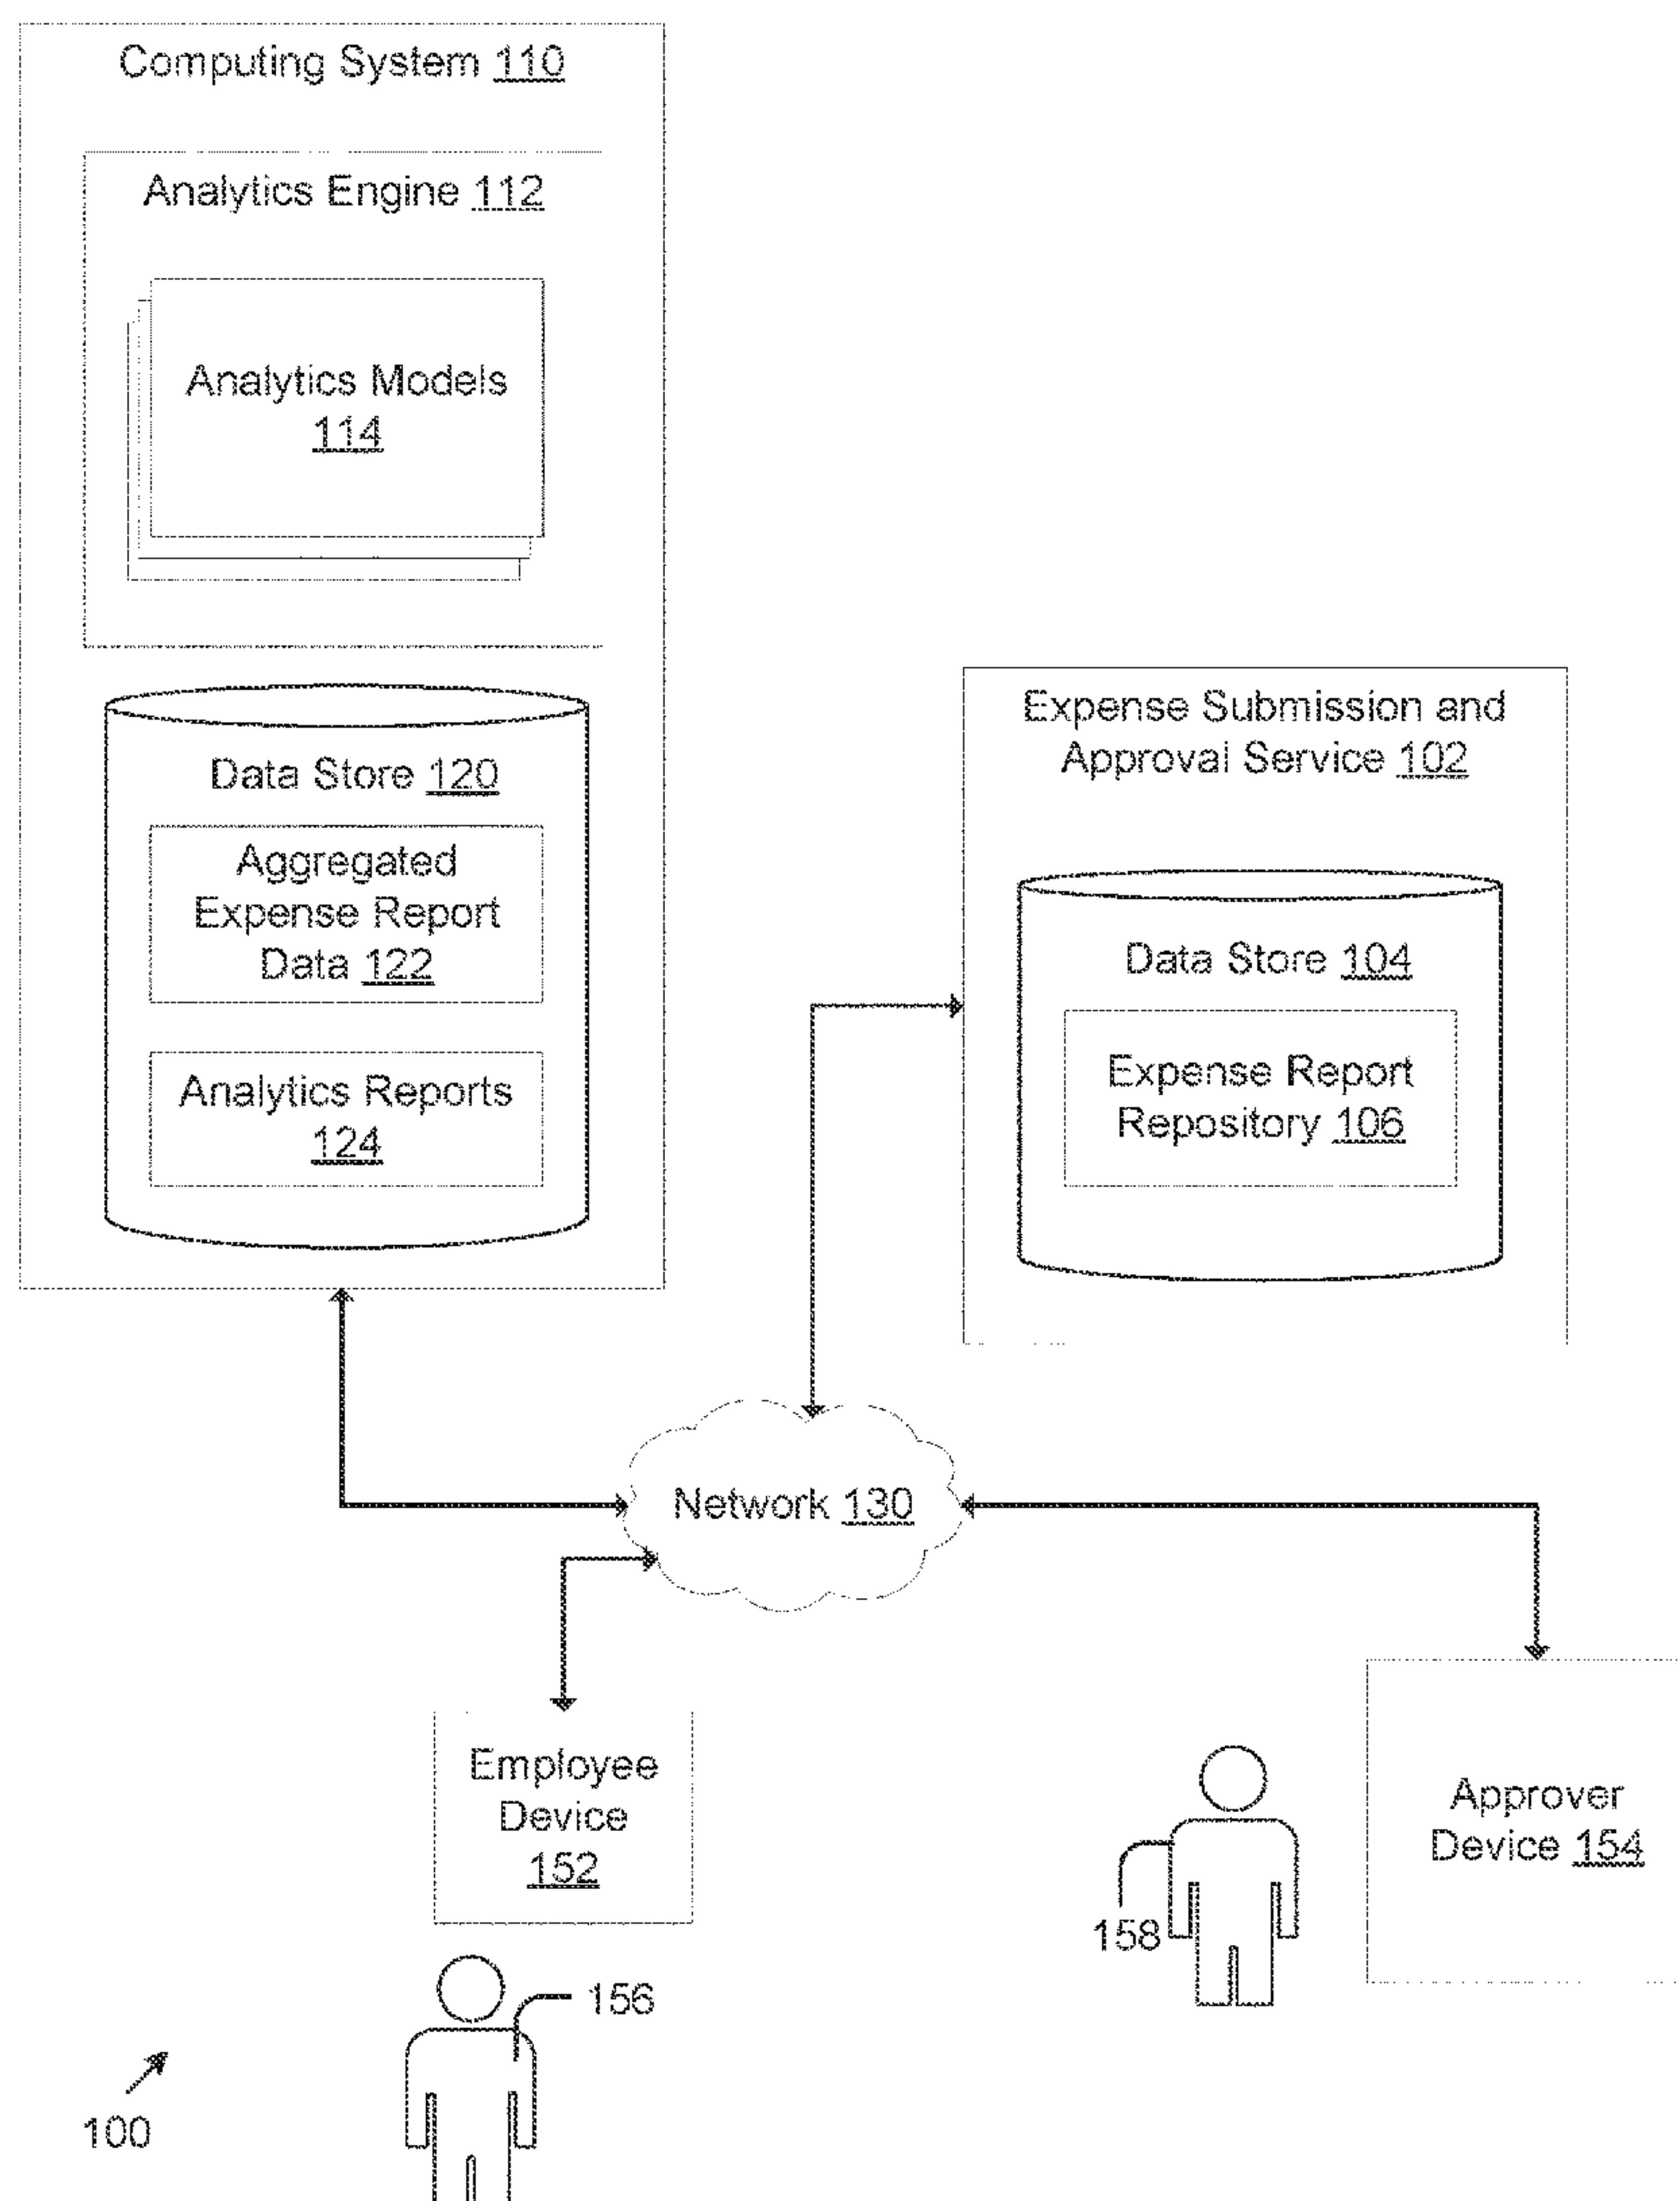 Computing System 110
Analytics Engine 112
Analytics Models
114
Data Store 120
Aggregated
Expense Report
Data 122
Analytics Reports
124
Expense Submission and
Approval Service 102
Data Store 104
Expense Report
Repository 106
Network 130
Employee
Device
152
Approver
Device 154
158
156
100